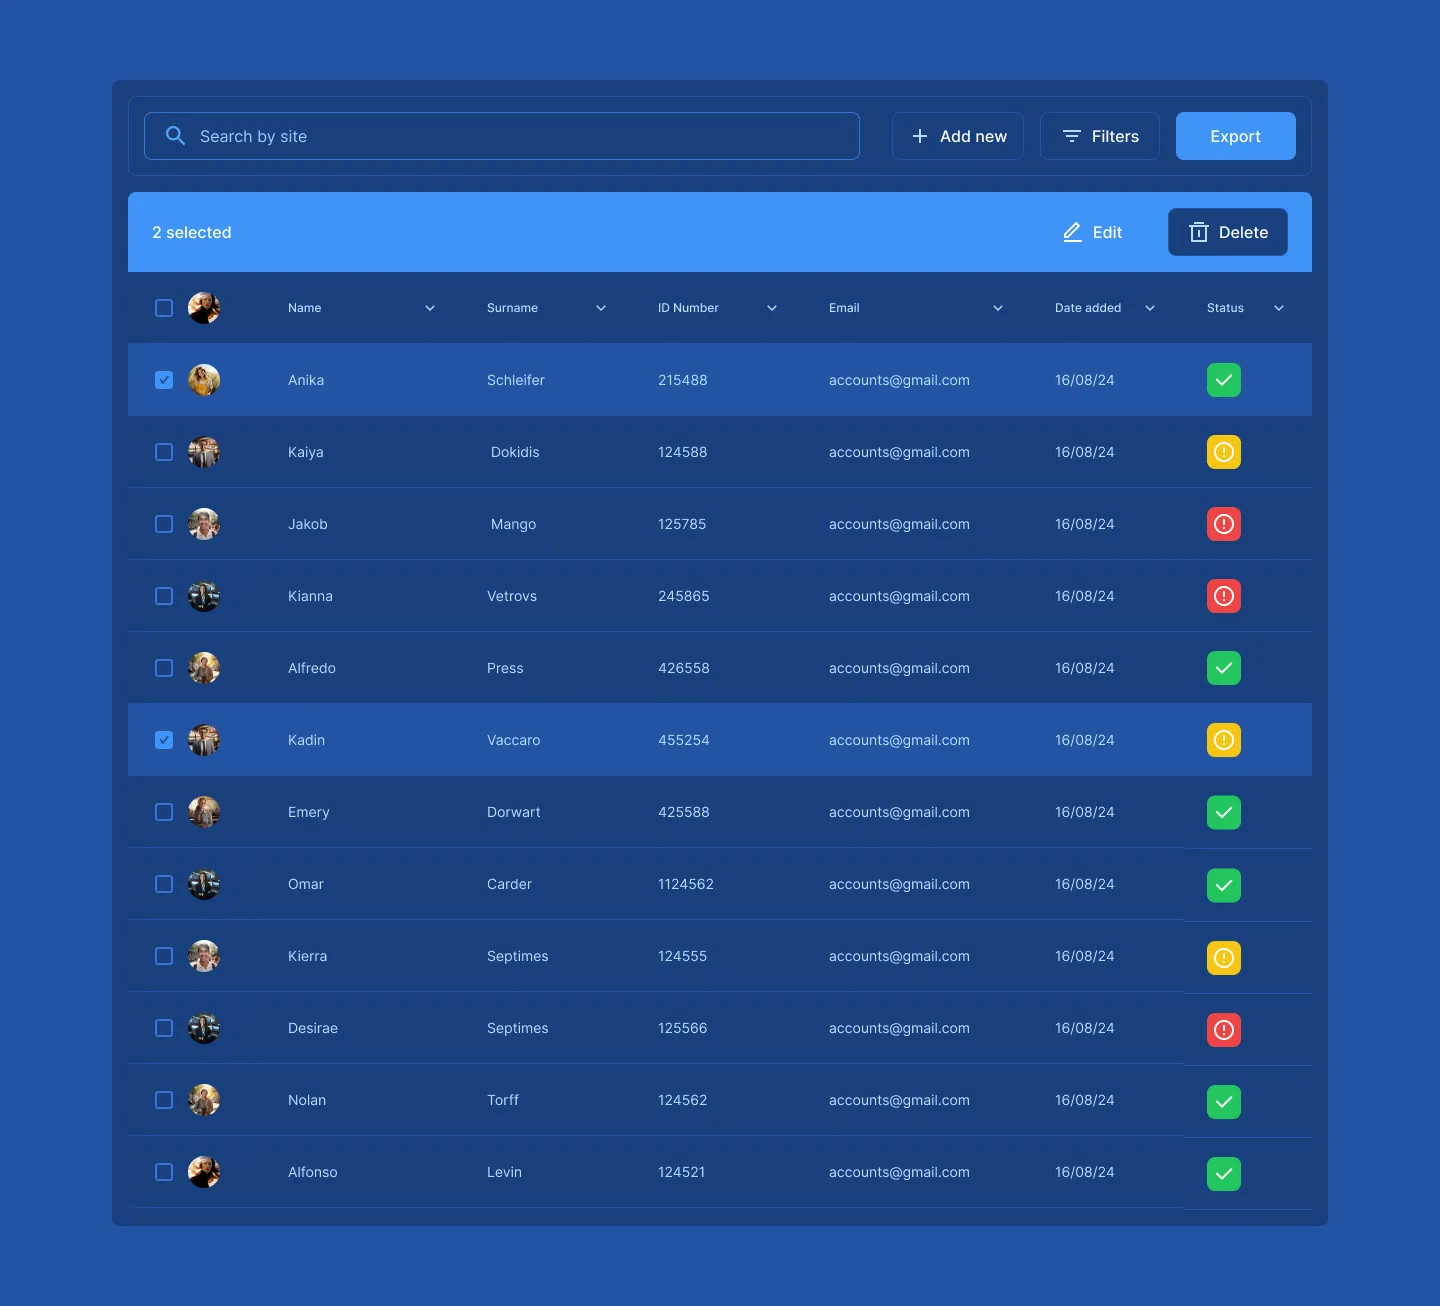 Search by site Add new Filters Export
2 selected Edit Delete
Name Surname ID Number Email Date added Status
Anika Schleifer 215488 accounts@gmail.com 16/08/24
Kaiya Dokidis 124588 accounts@gmail.com 16/08/24
Jakob Mango 125785 accounts@gmail.com 16/08/24
Kianna Vetrovs 245865 accounts@gmail.com 16/08/24
Alfredo Press 426558 accounts@gmail.com 16/08/24
Kadin Vaccaro 455254 accounts@gmail.com 16/08/24
Emery Dorwart 425588 accounts@gmail.com 16/08/24
Omar Carder 1124562 accounts@gmail.com 16/08/24
Kierra Septimes 124555 accounts@gmail.com 16/08/24
Desirae Septimes 125566 accounts@gmail.com 16/08/24
Nolan Torff 124562 accounts@gmail.com 16/08/24
Alfonso Levin 124521 accounts@gmail.com 16/08/24